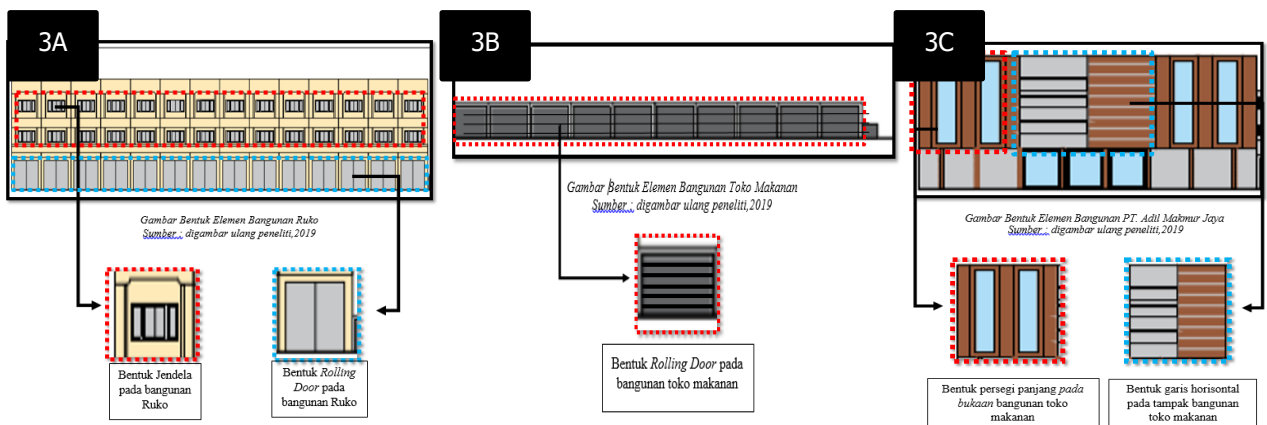 3A
3B
3C
Gambar Bentuk Elemen Bangunan Ruko
Sumber : digambar ulang peneliti,2019
Gambar Bentuk Elemen Bangunan Toko Makanan
Sumber : digambar ulang peneliti,2019
Gambar Bentuk Elemen Bangunan PT. Adil Makmur Jaya
Sumber : digambar ulang peneliti,2019
Bentuk Jendela
pada bangunan
Ruko
Bentuk Rolling
Door pada
bangunan Ruko
Bentuk Rolling Door pada
bangunan toko makanan
Bentuk persegi panjang pada
bukaan bangunan toko
makanan
Bentuk garis horisontal
pada tampak bangunan
toko makanan